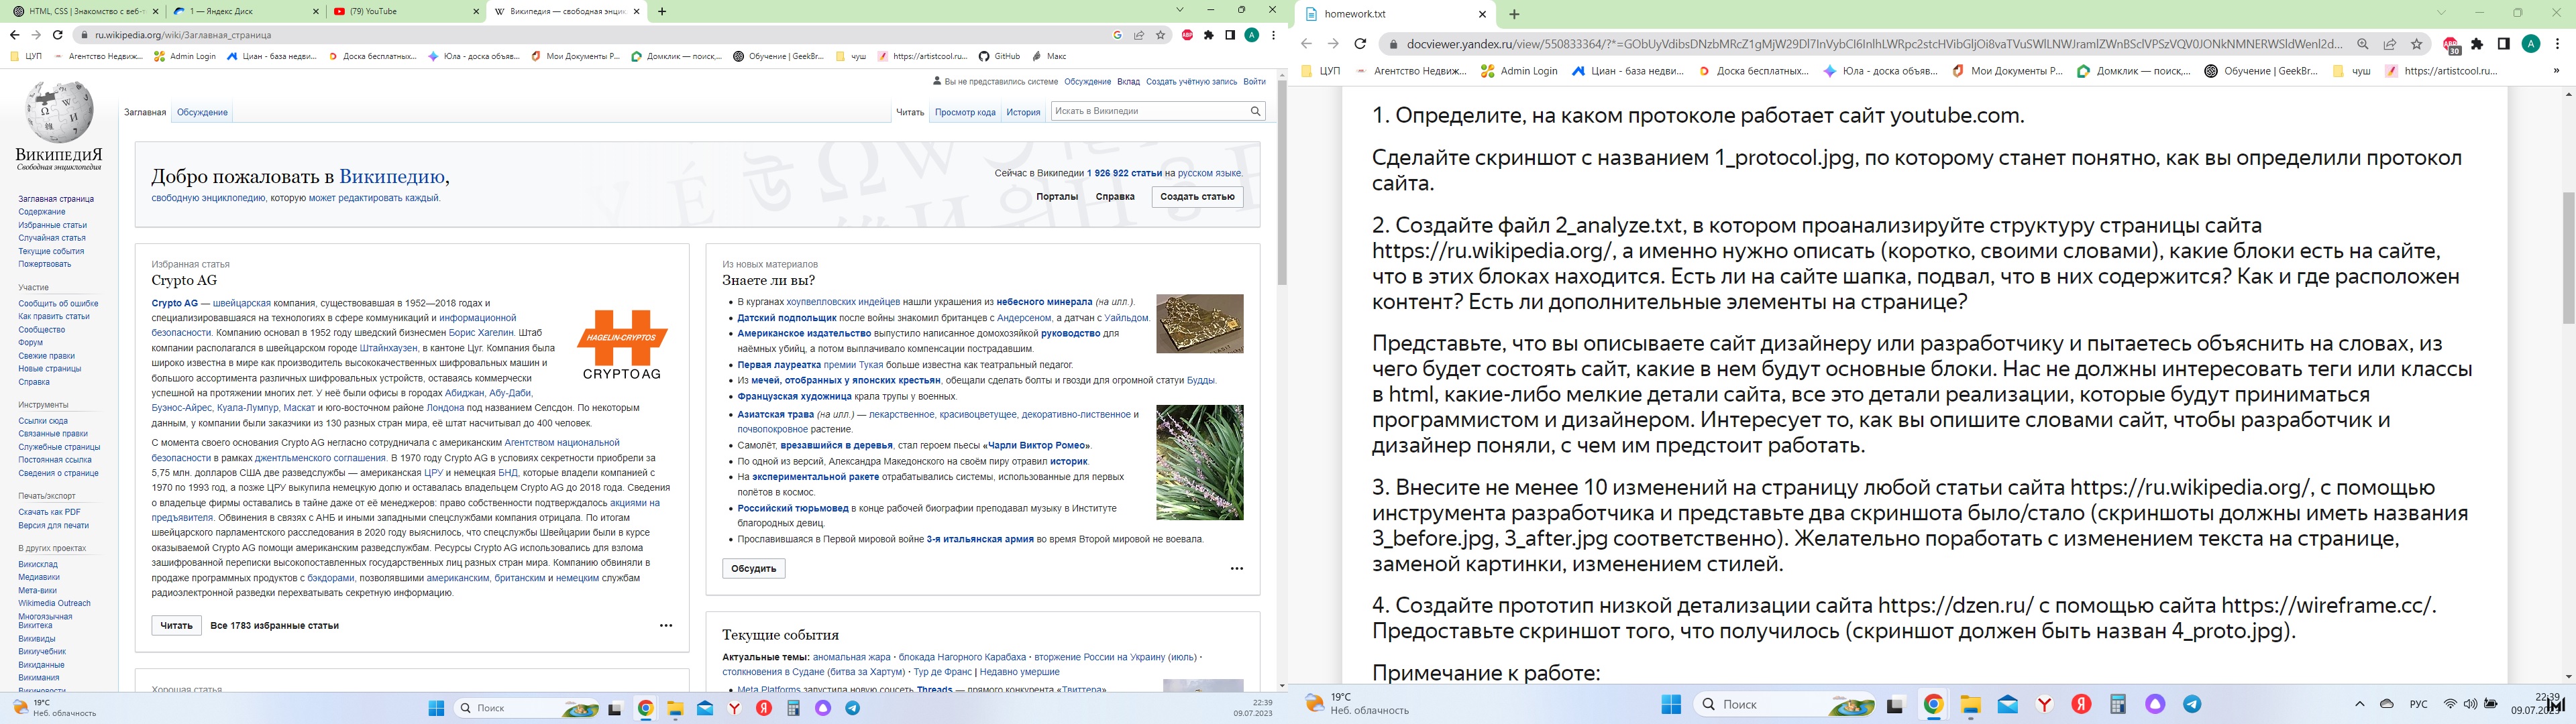 HTML, CSS | Знакомство с веб-т
1 — Яндекс Диск
(79) YouTube
Википедия — свободная энцик
ru.wikipedia.org/wiki/Заглавная_страница
ЦУП
Агентство Недвиж...
Admin Login
Циан - база недви...
Доска бесплатных...
Юла - доска объяв...
Мои Документы Р...
Домклик — поиск,...
Обучение | GeekBr...
чуш
https://artistcool.ru...
GitHub
Макс
Вы не представились системе Обсуждение Вклад Создать учётную запись Войти
Заглавная Обсуждение
Читать Просмотр кода История
Искать в Википедии
ВИКИПЕДИЯ
Свободная энциклопедия
Заглавная страница
Содержание
Избранные статьи
Случайная статья
Текущие события
Пожертвовать
Участие
Сообщить об ошибке
Как править статьи
Сообщество
Форум
Свежие правки
Новые страницы
Справка
Инструменты
Ссылки сюда
Связанные правки
Служебные страницы
Постоянная ссылка
Сведения о странице
Печать/экспорт
Скачать как PDF
Версия для печати
В других проектах
Викисклад
Медиавики
Мета-вики
Wikimedia Outreach
Многоязычная
Викитека
Викивиды
Викиучебник
Викиданные
Викимания
Викиновости
Добро пожаловать в Википедию,
свободную энциклопедию, которую может редактировать каждый.
Сейчас в Википедии 1 926 922 статьи на русском языке.
Порталы Справка Создать статью
Избранная статья
Crypto AG
Crypto AG — швейцарская компания, существовавшая в 1952—2018 годах и
специализировавшаяся на технологиях в сфере коммуникаций и информационной
безопасности. Компанию основал в 1952 году шведский бизнесмен Борис Хагелин. Штаб
компании располагался в швейцарском городе Штайнхаузен, в кантоне Цуг. Компания была
широко известна в мире как производитель высококачественных шифровальных машин и
большого ассортимента различных шифровальных устройств, оставаясь коммерчески
успешной на протяжении многих лет. У неё были офисы в городах Абиджан, Абу-Даби,
Буэнос-Айрес, Куала-Лумпур, Маскат и юго-восточном районе Лондона под названием Селсдон. По некоторым
данным, у компании были заказчики из 130 разных стран мира, её штат насчитывал до 400 человек.
HAGELIN-CRYPTOS
CRYPTO AG
С момента своего основания Crypto AG негласно сотрудничала с американским Агентством национальной
безопасности в рамках джентльменского соглашения. В 1970 году Crypto AG в условиях секретности приобрели за
5,75 млн. долларов США две разведслужбы — американская ЦРУ и немецкая БНД, которые владели компанией с
1970 по 1993 год, а позже ЦРУ выкупила немецкую долю и оставалась владельцем Crypto AG до 2018 года. Сведения
о владельце фирмы оставались в тайне даже от её менеджеров: право собственности подтверждалось акциями на
предъявителя. Обвинения в связях с АНБ и иными западными спецслужбами компания отрицала. По итогам
швейцарского парламентского расследования в 2020 году выяснилось, что спецслужбы Швейцарии были в курсе
оказываемой Crypto AG помощи американским разведслужбам. Ресурсы Crypto AG использовались для взлома
зашифрованной переписки высокопоставленных государственных лиц разных стран мира. Компанию обвиняли в
продаже программных продуктов с бэкдорами, позволявшими американским, британским и немецким службам
радиоэлектронной разведки перехватывать секретную информацию.
Читать Все 1783 избранные статьи
Хорошая статья
Из новых материалов
Знаете ли вы?
В курганах хоупвелловских индейцев нашли украшения из небесного минерала (на илл.).
Датский подпольщик после войны знакомил британцев с Андерсеном, а датчан с Уайльдом.
Американское издательство выпустило написанное домохозяйкой руководство для
наёмных убийц, а потом выплачивало компенсации пострадавшим.
Первая лауреатка премии Тукая больше известна как театральный педагог.
Из мечей, отобранных у японских крестьян, обещали сделать болты и гвозди для огромной статуи Будды.
Французская художница крала трупы у военных.
Азиатская трава (на илл.) — лекарственное, красивоцветущее, декоративно-лиственное и
почвопокровное растение.
Самолёт, врезавшийся в деревья, стал героем пьесы «Чарли Виктор Ромео».
По одной из версий, Александра Македонского на своём пиру отравил историк.
На экспериментальной ракете отрабатывались системы, использованные для первых
полётов в космос.
Российский тюрьмовед в конце рабочей биографии преподавал музыку в Институте
благородных девиц.
Прославившаяся в Первой мировой войне 3-я итальянская армия во время Второй мировой не воевала.
Обсудить
Текущие события
Актуальные темы: аномальная жара · блокада Нагорного Карабаха · вторжение России на Украину (июль) ·
столкновения в Судане (битва за Хартум) · Тур де Франс | Недавно умершие
Meta Platforms запустила новую соцсеть Threads — прямого конкурента «Твиттера».
19°C
Неб. облачность
Поиск
22:39
09.07.2023
homework.txt
docviewer.yandex.ru/view/550833364/?*=
30
ЦУП
Агентство Недвиж...
Admin Login
Циан - база недви...
Доска бесплатных...
Юла - доска объяв...
Мои Документы Р...
Домклик — поиск,...
Обучение | GeekBr...
чуш
https://artistcool.ru...
1. Определите, на каком протоколе работает сайт youtube.com.
Сделайте скриншот с названием 1_protocol.jpg, по которому станет понятно, как вы определили протокол
сайта.
2. Создайте файл 2_analyze.txt, в котором проанализируйте структуру страницы сайта
https://ru.wikipedia.org/, а именно нужно описать (коротко, своими словами), какие блоки есть на сайте,
что в этих блоках находится. Есть ли на сайте шапка, подвал, что в них содержится? Как и где расположен
контент? Есть ли дополнительные элементы на странице?
Представьте, что вы описываете сайт дизайнеру или разработчику и пытаетесь объяснить на словах, из
чего будет состоять сайт, какие в нем будут основные блоки. Нас не должны интересовать теги или классы
в html, какие-либо мелкие детали сайта, все это детали реализации, которые будут приниматься
программистом и дизайнером. Интересует то, как вы опишите словами сайт, чтобы разработчик и
дизайнер поняли, с чем им предстоит работать.
3. Внесите не менее 10 изменений на страницу любой статьи сайта https://ru.wikipedia.org/, с помощью
инструмента разработчика и представьте два скриншота было/стало (скриншоты должны иметь названия
3_before.jpg, 3_after.jpg соответственно). Желательно поработать с изменением текста на странице,
заменой картинки, изменением стилей.
4. Создайте прототип низкой детализации сайта https://dzen.ru/ с помощью сайта https://wireframe.cc/.
Предоставьте скриншот того, что получилось (скриншот должен быть назван 4_proto.jpg).
Примечание к работе:
19°C
Неб. облачность
Поиск
РУС
22:39